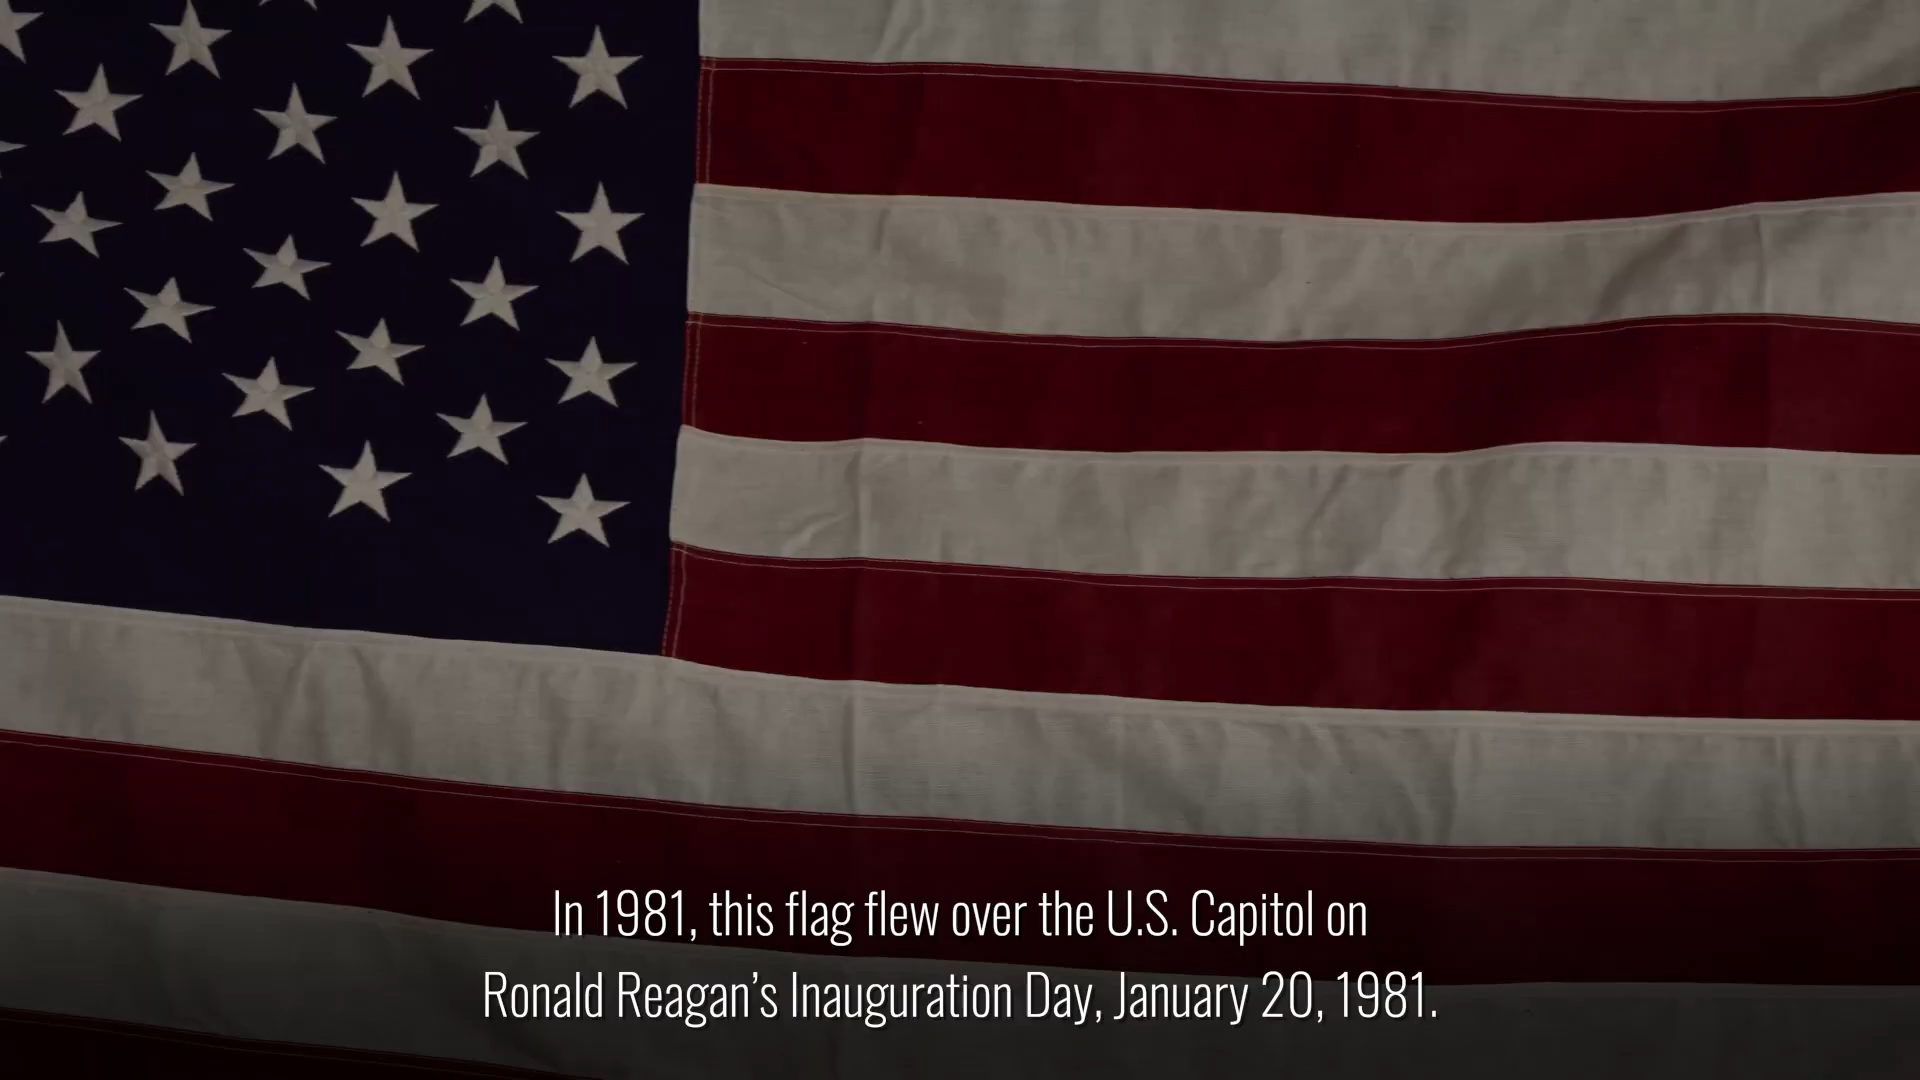 In 1981, this flag flew over the U.S. Capitol on
Ronald Reagan’s Inauguration Day, January 20, 1981.